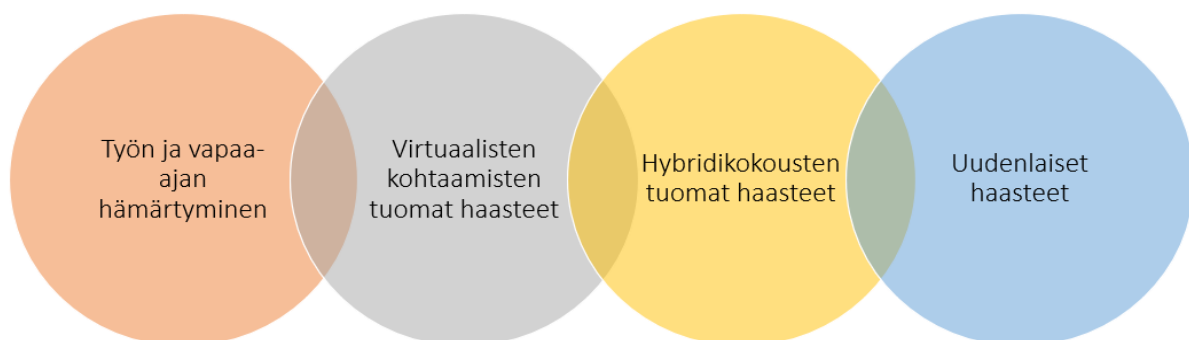 Työn ja vapaa-
ajan
hämärtyminen
Virtuaalisten
kohtaamisten
tuomat haasteet
Hybridikokousten
tuomat haasteet
Uudenlaiset
haasteet